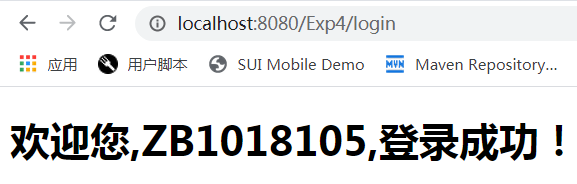 localhost:8080/Exp4/login
应用 用户脚本 SUI Mobile Demo MVN Maven Repository...
欢迎您,ZB1018105,登录成功！